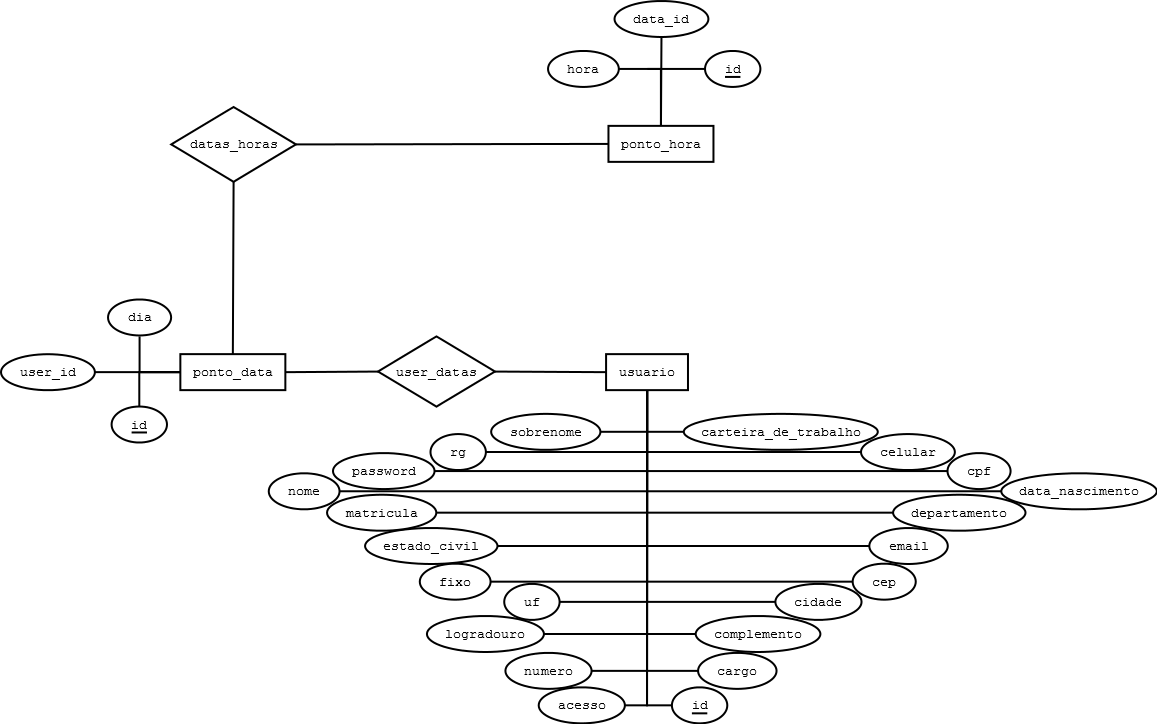 data_id
hora
id
datas_horas
ponto_hora
dia
user_id
ponto_data
user_datas
usuario
id
sobrenome
carteira_de_trabalho
rg
celular
password
cpf
nome
data_nascimento
matricula
departamento
estado_civil
email
fixo
cep
uf
cidade
logradouro
complemento
numero
cargo
acesso
id